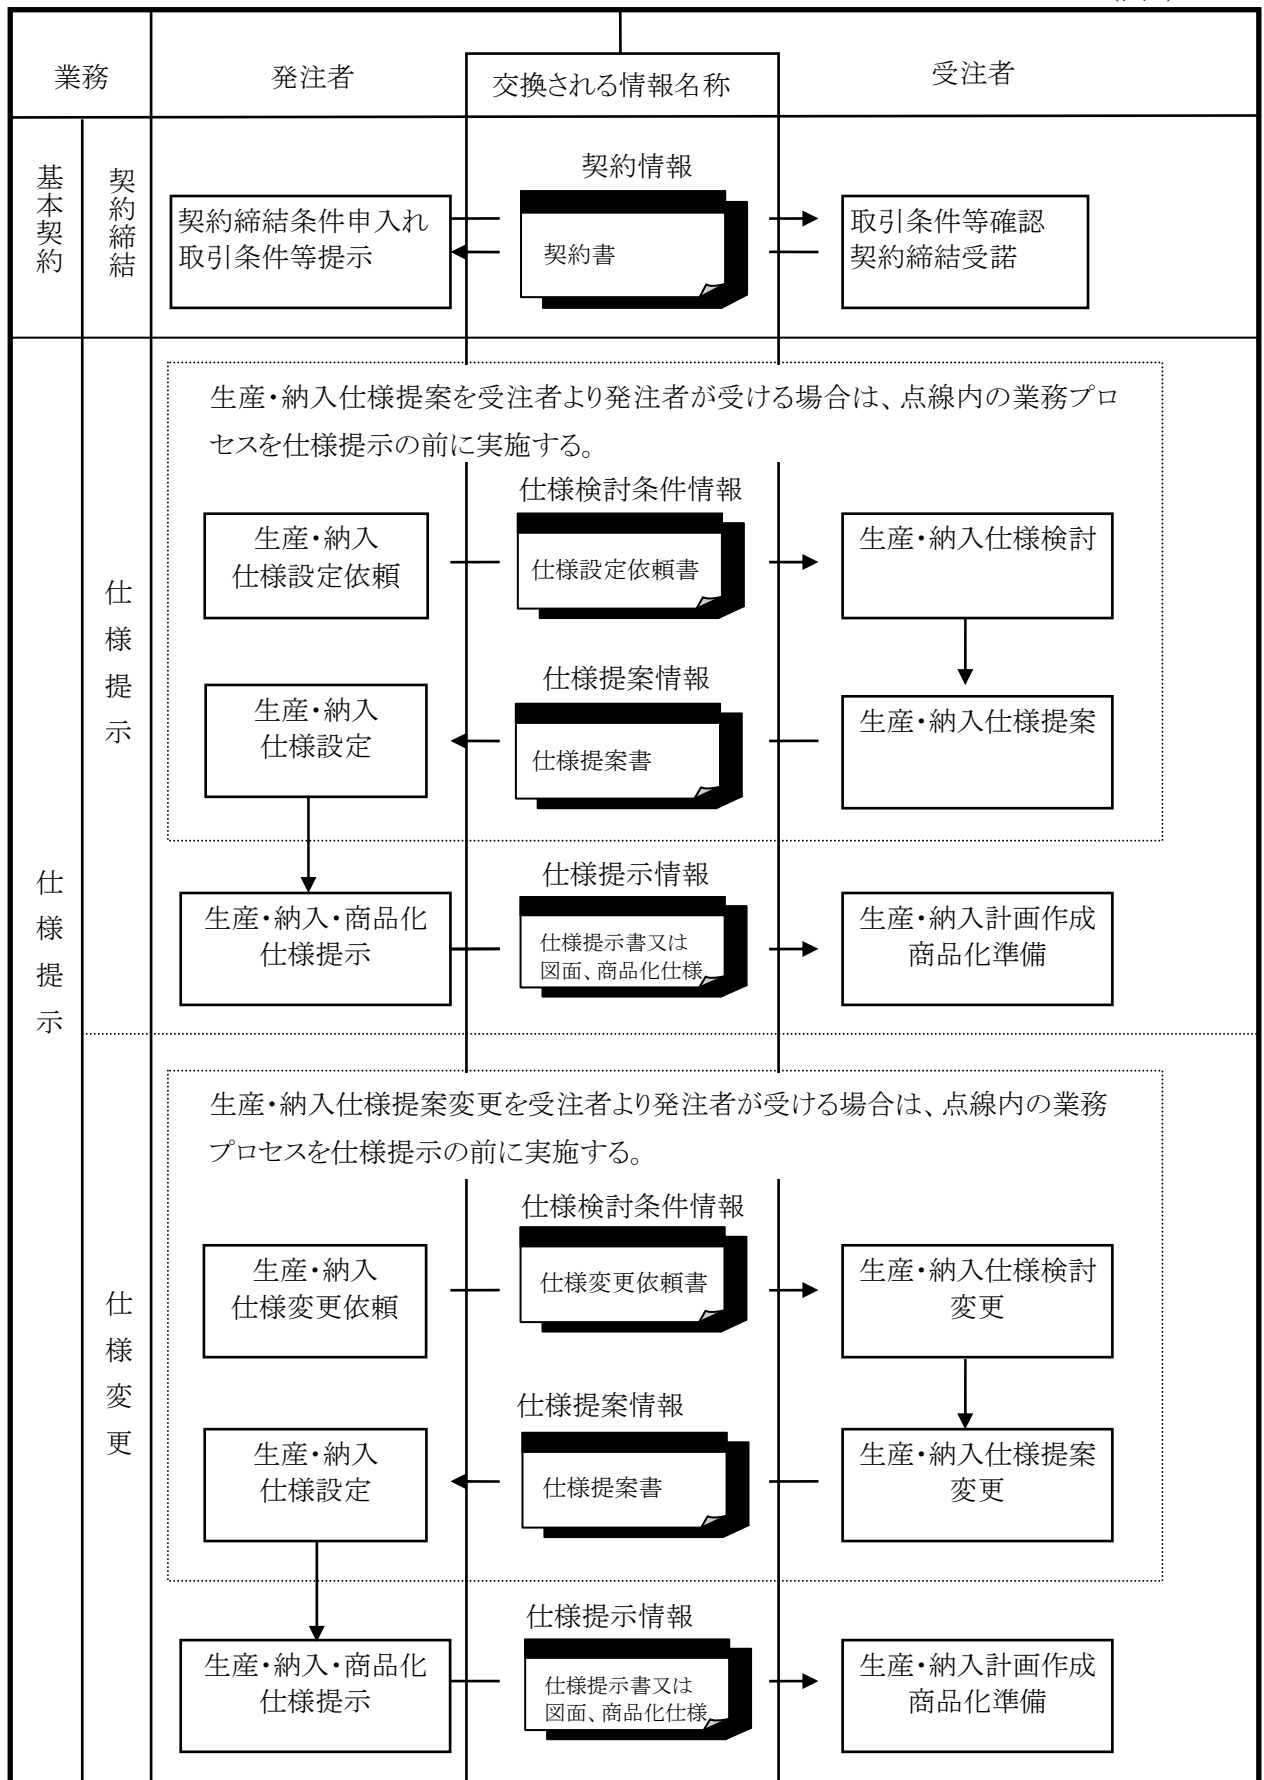 業務
発注者
交換される情報名称
受注者
基本契約
契約締結
契約情報
契約締結条件申入れ
取引条件等提示
契約書
取引条件等確認
契約締結受諾
仕様提示
仕様提示
生産・納入仕様提案を受注者より発注者が受ける場合は、点線内の業務プロ
セスを仕様提示の前に実施する。
仕様検討条件情報
生産・納入
仕様設定依頼
仕様設定依頼書
生産・納入仕様検討
仕様提案情報
生産・納入
仕様設定
仕様提案書
生産・納入仕様提案
仕様提示情報
生産・納入・商品化
仕様提示
仕様提示書又は
図面、商品化仕様
生産・納入計画作成
商品化準備
仕様変更
生産・納入仕様提案変更を受注者より発注者が受ける場合は、点線内の業務
プロセスを仕様提示の前に実施する。
仕様検討条件情報
生産・納入
仕様変更依頼
仕様変更依頼書
生産・納入仕様検討
変更
仕様提案情報
生産・納入
仕様設定
仕様提案書
生産・納入仕様提案
変更
仕様提示情報
生産・納入・商品化
仕様提示
仕様提示書又は
図面、商品化仕様
生産・納入計画作成
商品化準備